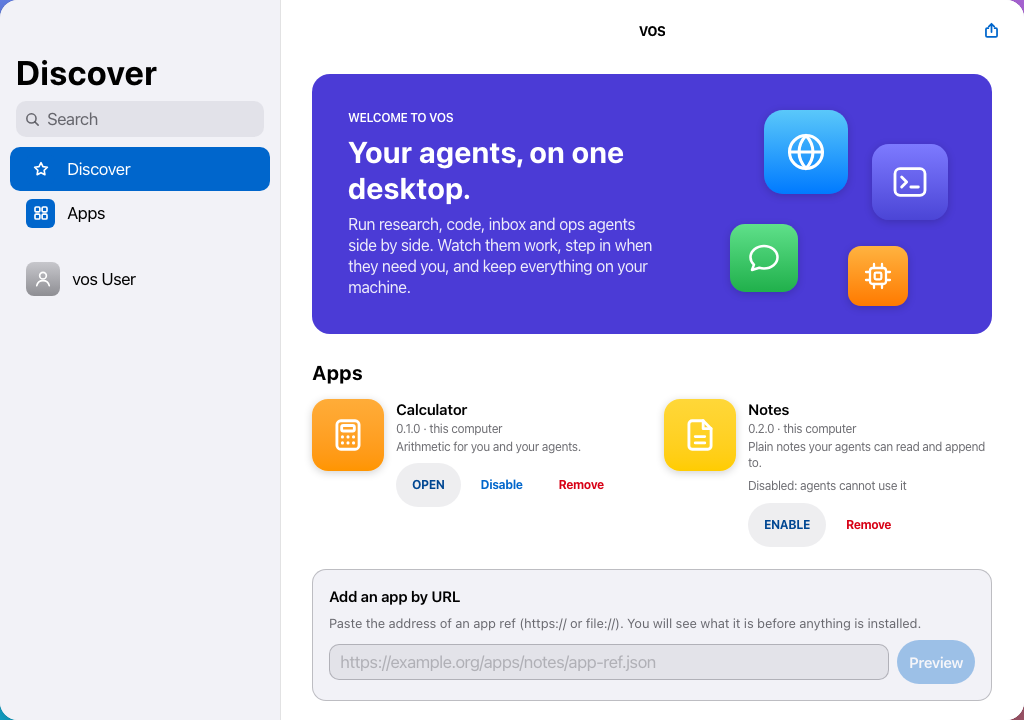 Discover
Search
Discover
Apps
vos User
VOS
WELCOME TO VOS
Your agents, on one
desktop.
Run research, code, inbox and ops agents
side by side. Watch them work, step in when
they need you, and keep everything on your
machine.
Apps
Calculator
0.1.0 · this computer
Arithmetic for you and your agents.
OPEN
Disable
Remove
Notes
0.2.0 · this computer
Plain notes your agents can read and append
to.
Disabled: agents cannot use it
ENABLE
Remove
Add an app by URL
Paste the address of an app ref (https:// or file://). You will see what it is before anything is installed.
https://example.org/apps/notes/app-ref.json
Preview